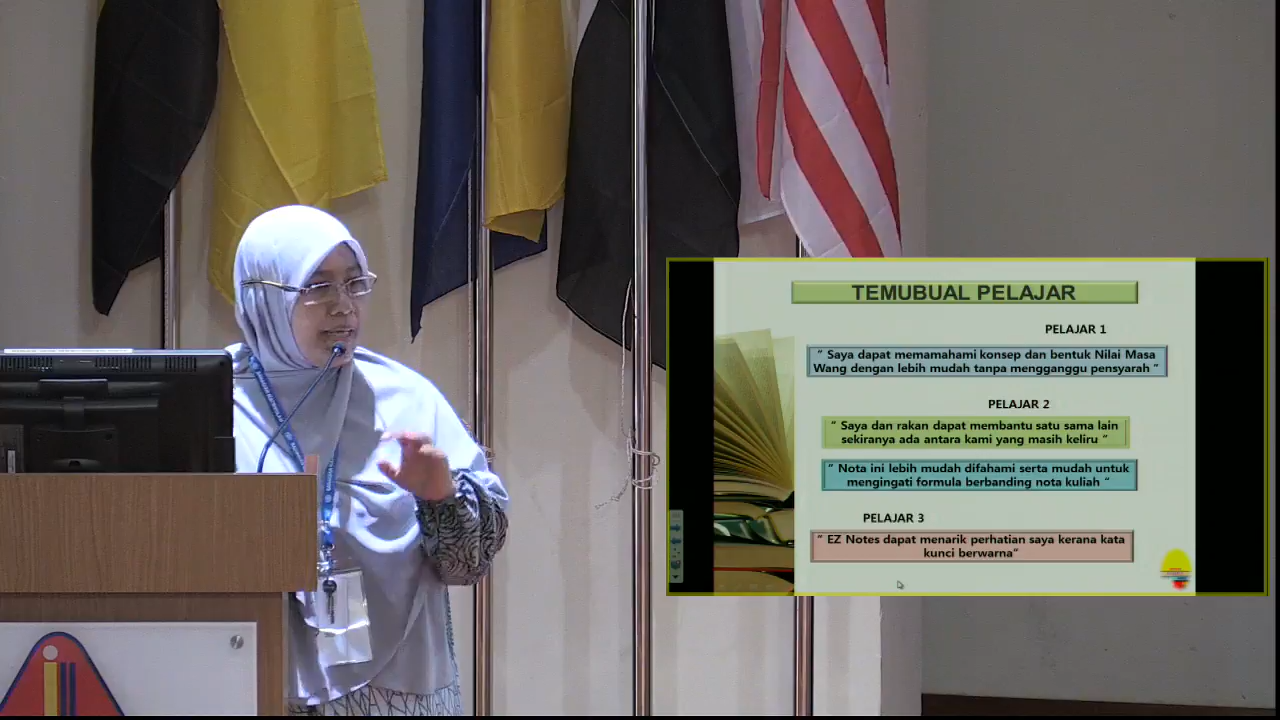 TEMUBUAL PELAJAR
PELAJAR 1
“ Saya dapat memamahami konsep dan bentuk Nilai Masa
Wang dengan lebih mudah tanpa mengganggu pensyarah ”
PELAJAR 2
“ Saya dan rakan dapat membantu satu sama lain
sekiranya ada antara kami yang masih keliru ”
“ Nota ini lebih mudah difahami serta mudah untuk
mengingati formula berbanding nota kuliah “
PELAJAR 3
“ EZ Notes dapat menarik perhatian saya kerana kata
kunci berwarna”